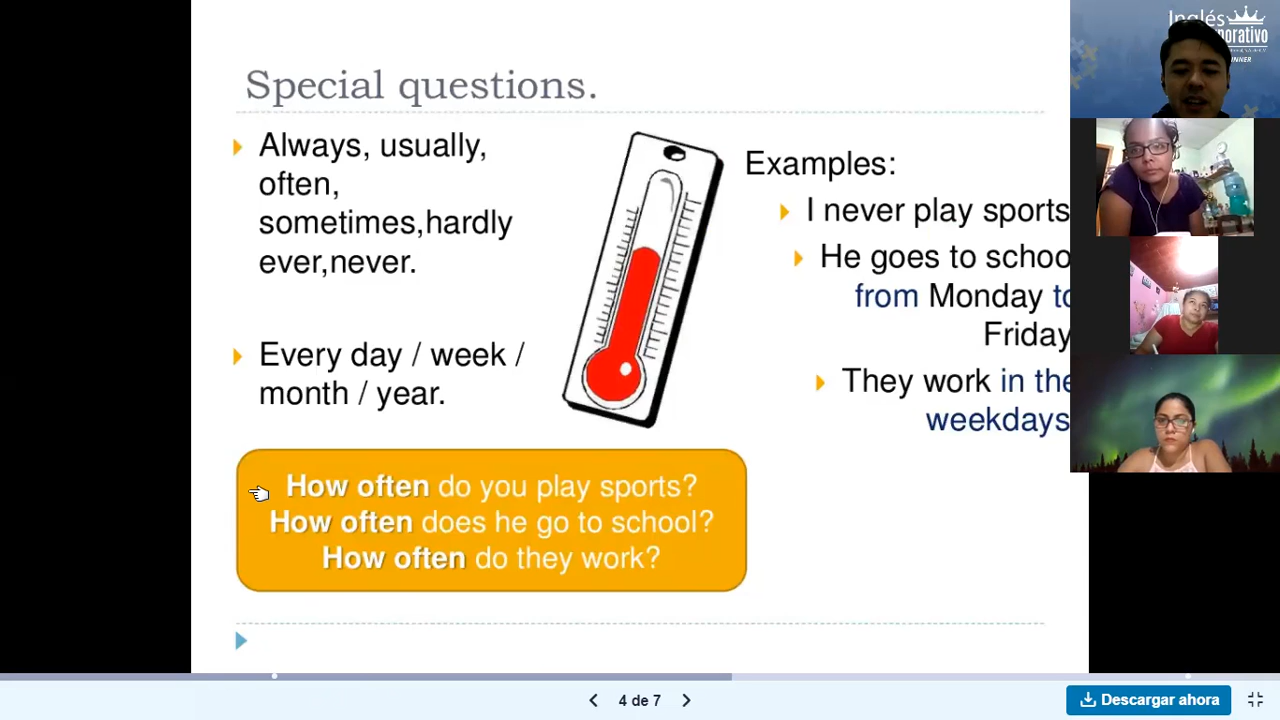 Special questions.
Always, usually,
often,
sometimes,hardly
ever,never.
Every day / week /
month / year.
Examples:
I never play sports
He goes to schoo
from Monday to
Friday
They work in the
weekdays
How often do you play sports?
How often does he go to school?
How often do they work?
Inglés
4 de 7
Descargar ahora